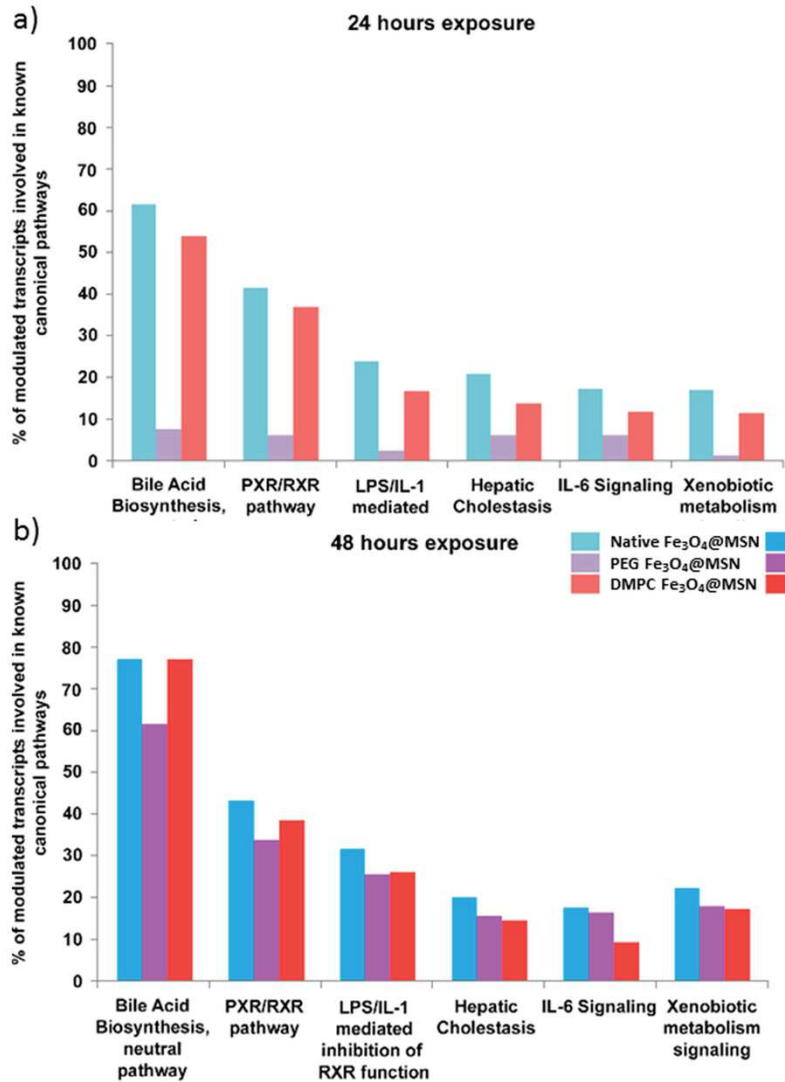 a)
24 hours exposure
% of modulated transcripts involved in known
canonical pathways
100
90
80
70
60
50
40
30
20
10
0
Bile Acid
Biosynthesis,
PXR/RXR
pathway
LPS/IL-1
mediated
Hepatic
Cholestasis
IL-6 Signaling
Xenobiotic
metabolism
b)
48 hours exposure
Native Fe₃O₄@MSN
PEG Fe₃O₄@MSN
DMPC Fe₃O₄@MSN
% of modulated transcripts involved in known
canonical pathways
100
90
80
70
60
50
40
30
20
10
0
Bile Acid
Biosynthesis,
neutral
pathway
PXR/RXR
pathway
LPS/IL-1
mediated
inhibition of
RXR function
Hepatic
Cholestasis
IL-6 Signaling
Xenobiotic
metabolism
signaling